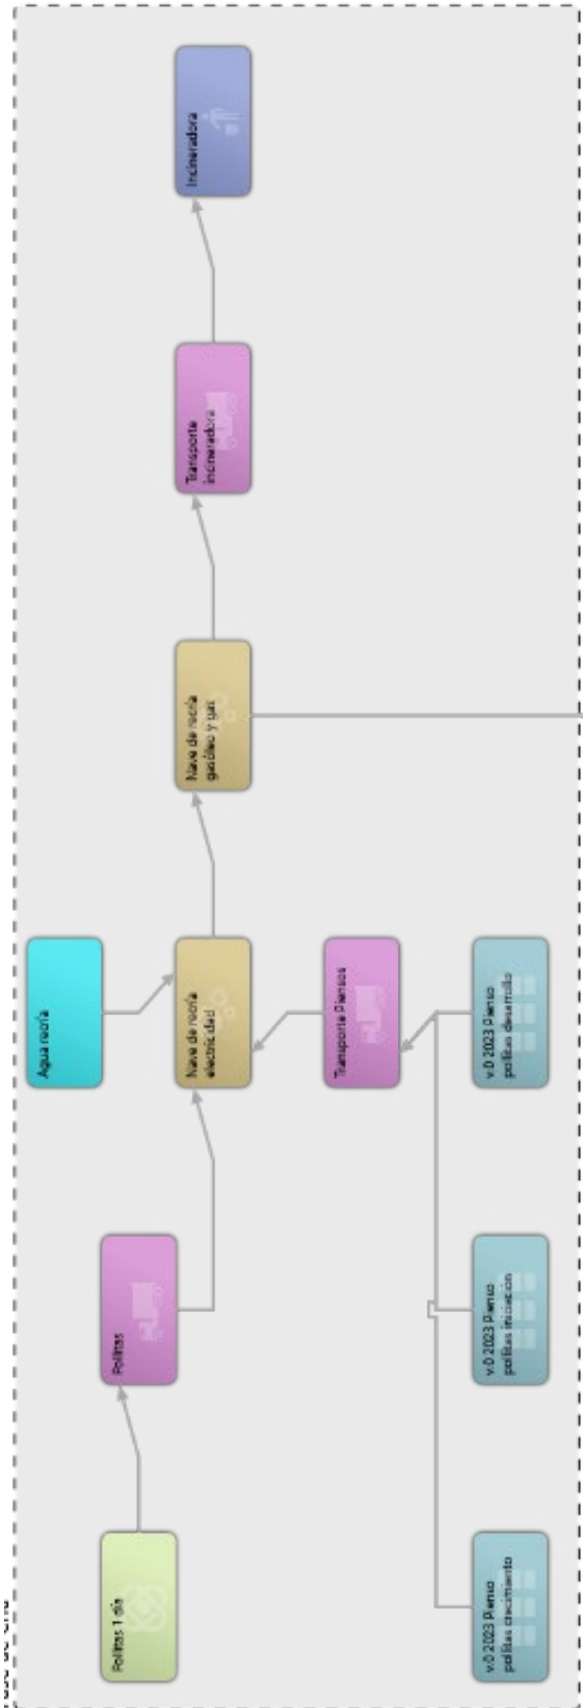 Pollitas 1 día
Pollitas
Agua recría
Nave de recría
electricidad
Nave de recría
gasóleo y gas
Transporte
incineradora
Incineradora
Transporte Piensos
v.0 2023 Pienso
pollitas crecimiento
v.0 2023 Pienso
pollitas iniciación
v.0 2023 Pienso
pollitas desarrollo